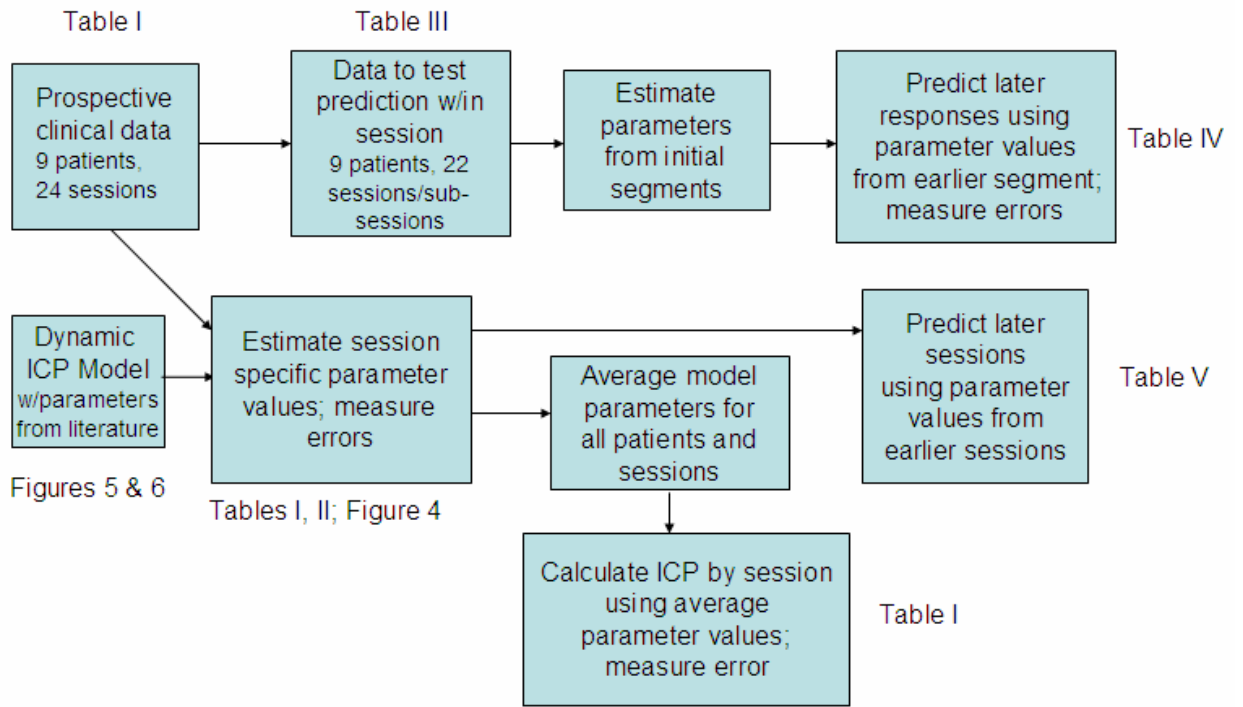 Table I
Table III
Prospective
clinical data
9 patients,
24 sessions
Data to test
prediction w/in
session
9 patients, 22
sessions/sub-
sessions
Estimate
parameters
from initial
segments
Predict later
responses using
parameter values
from earlier segment;
measure errors
Table IV
Dynamic
ICP Model
w/parameters
from literature
Figures 5 & 6
Estimate session
specific parameter
values; measure
errors
Tables I, II; Figure 4
Average model
parameters for
all patients and
sessions
Predict later
sessions
using parameter
values from
earlier sessions
Table V
Calculate ICP by session
using average
parameter values;
measure error
Table I